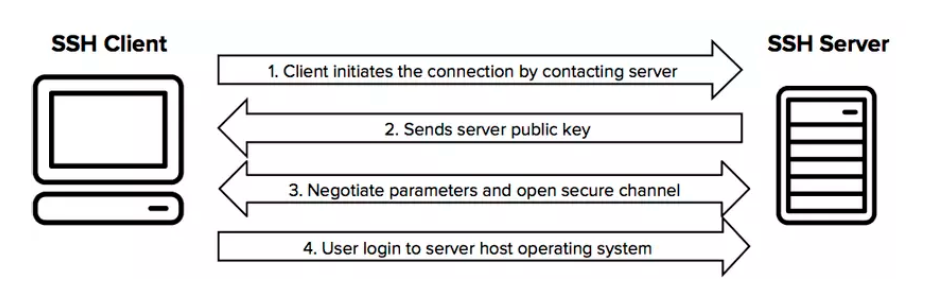 SSH Client
SSH Server
1. Client initiates the connection by contacting server
2. Sends server public key
3. Negotiate parameters and open secure channel
4. User login to server host operating system